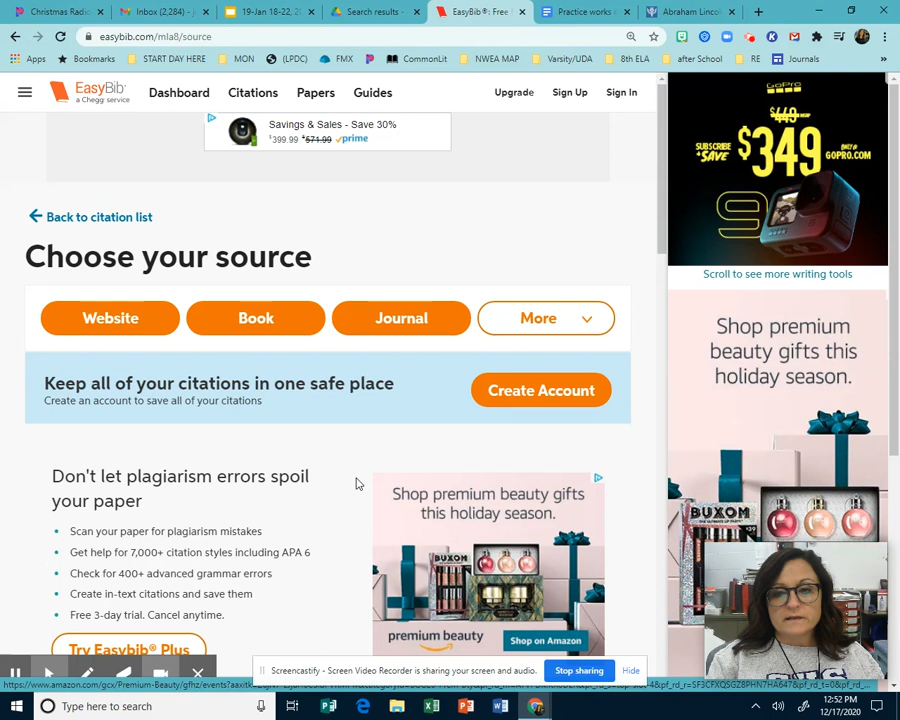 Christmas Radi
Inbox (2,284) -
19-Jan 18-22, 2
Search results -
EasyBib®: Free
Practice works c
Abraham Lincol
easybib.com/mla8/source
Apps
Bookmarks
START DAY HERE
MON
(LPDC)
FMX
CommonLit
NWEA MAP
Varsity/UDA
8th ELA
after School
RE
Journals
»
EasyBib
a Chegg service
Dashboard
Citations
Papers
Guides
Upgrade
Sign Up
Sign In
Savings & Sales - Save 30%
$399.99 $571.99 prime
$449
SUBSCRIBE + SAVE
$349
ONLY @ GOPRO.COM
9
Scroll to see more writing tools
Back to citation list
Choose your source
Website
Book
Journal
More
Keep all of your citations in one safe place
Create an account to save all of your citations
Create Account
Don't let plagiarism errors spoil
your paper
• Scan your paper for plagiarism mistakes
• Get help for 7,000+ citation styles including APA 6
• Check for 400+ advanced grammar errors
• Create in-text citations and save them
• Free 3-day trial. Cancel anytime.
Try Easybib® Plus
Shop premium beauty gifts
this holiday season.
premium beauty
Shop on Amazon
Shop premium
beauty gifts this
holiday season.
BUXOM
Screencastify - Screen Video Recorder is sharing your screen and audio.
Stop sharing
Hide
Type here to search
12:52 PM
12/17/2020